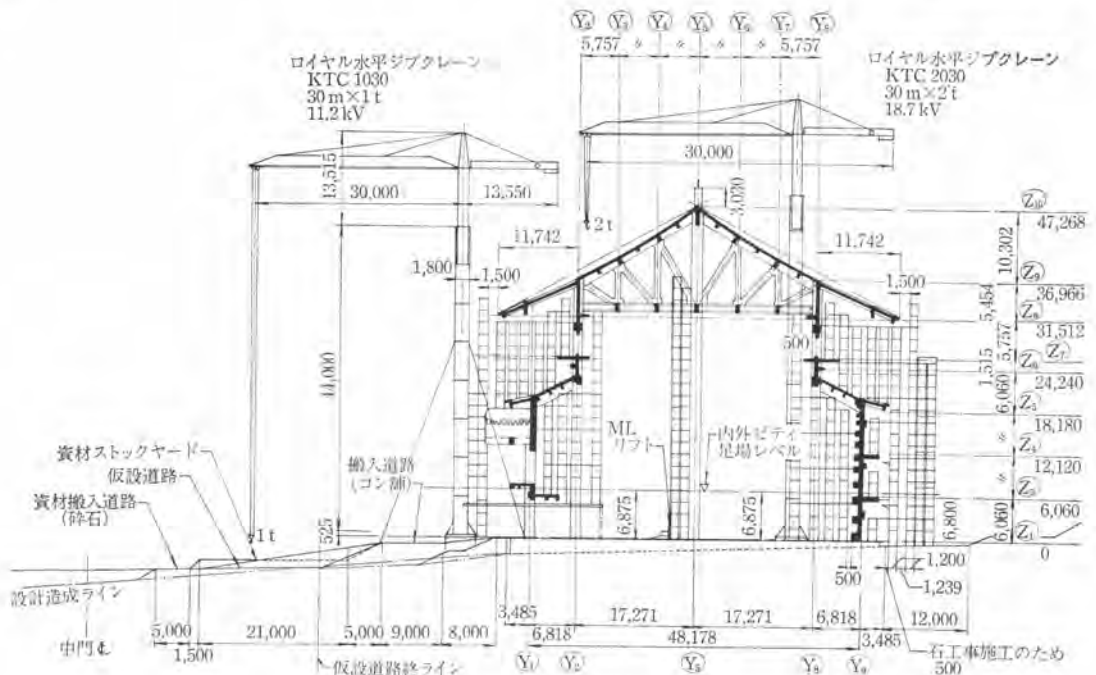 Y₂ Y₃ Y₄ Y₅ Y₆ Y₇ Y₈
5,757 〃 〃 〃 〃 5,757
ロイヤル水平ジブクレーン
KTC 1030
30 m×1 t
11.2 kV
ロイヤル水平ジブクレーン
KTC 2030
30 m×2 t
18.7 kV
13,515
30,000
13,550
30,000
3,030
2 t
11,742
11,742
1,800
1,500
1,500
44,000
525
500
Z₁₀
47,268
10,302
Z₉
36,966
5,454
Z₈
31,512
5,757
Z₇
1,515
Z₆
24,240
6,060
Z₅
18,180
〃
12,120
〃
Z₂
6,060
6,060
Z₁
0
6,800
ML
リフト
内外ビティ
足場レベル
搬入道路
(コン舗)
資材ストックヤード
仮設道路
資材搬入道路
(砕石)
1 t
6,875
6,875
設計造成ライン
中門℄
500
1,200
1,239
3,485
17,271
17,271
6,818
12,000
5,000
21,000
5,000
9,000
8,000
6,818
48,178
3,485
1,500
仮設道路終ライン
Y₁ Y₂ Y₅ Y₈ Y₉
石工事施工のため
500